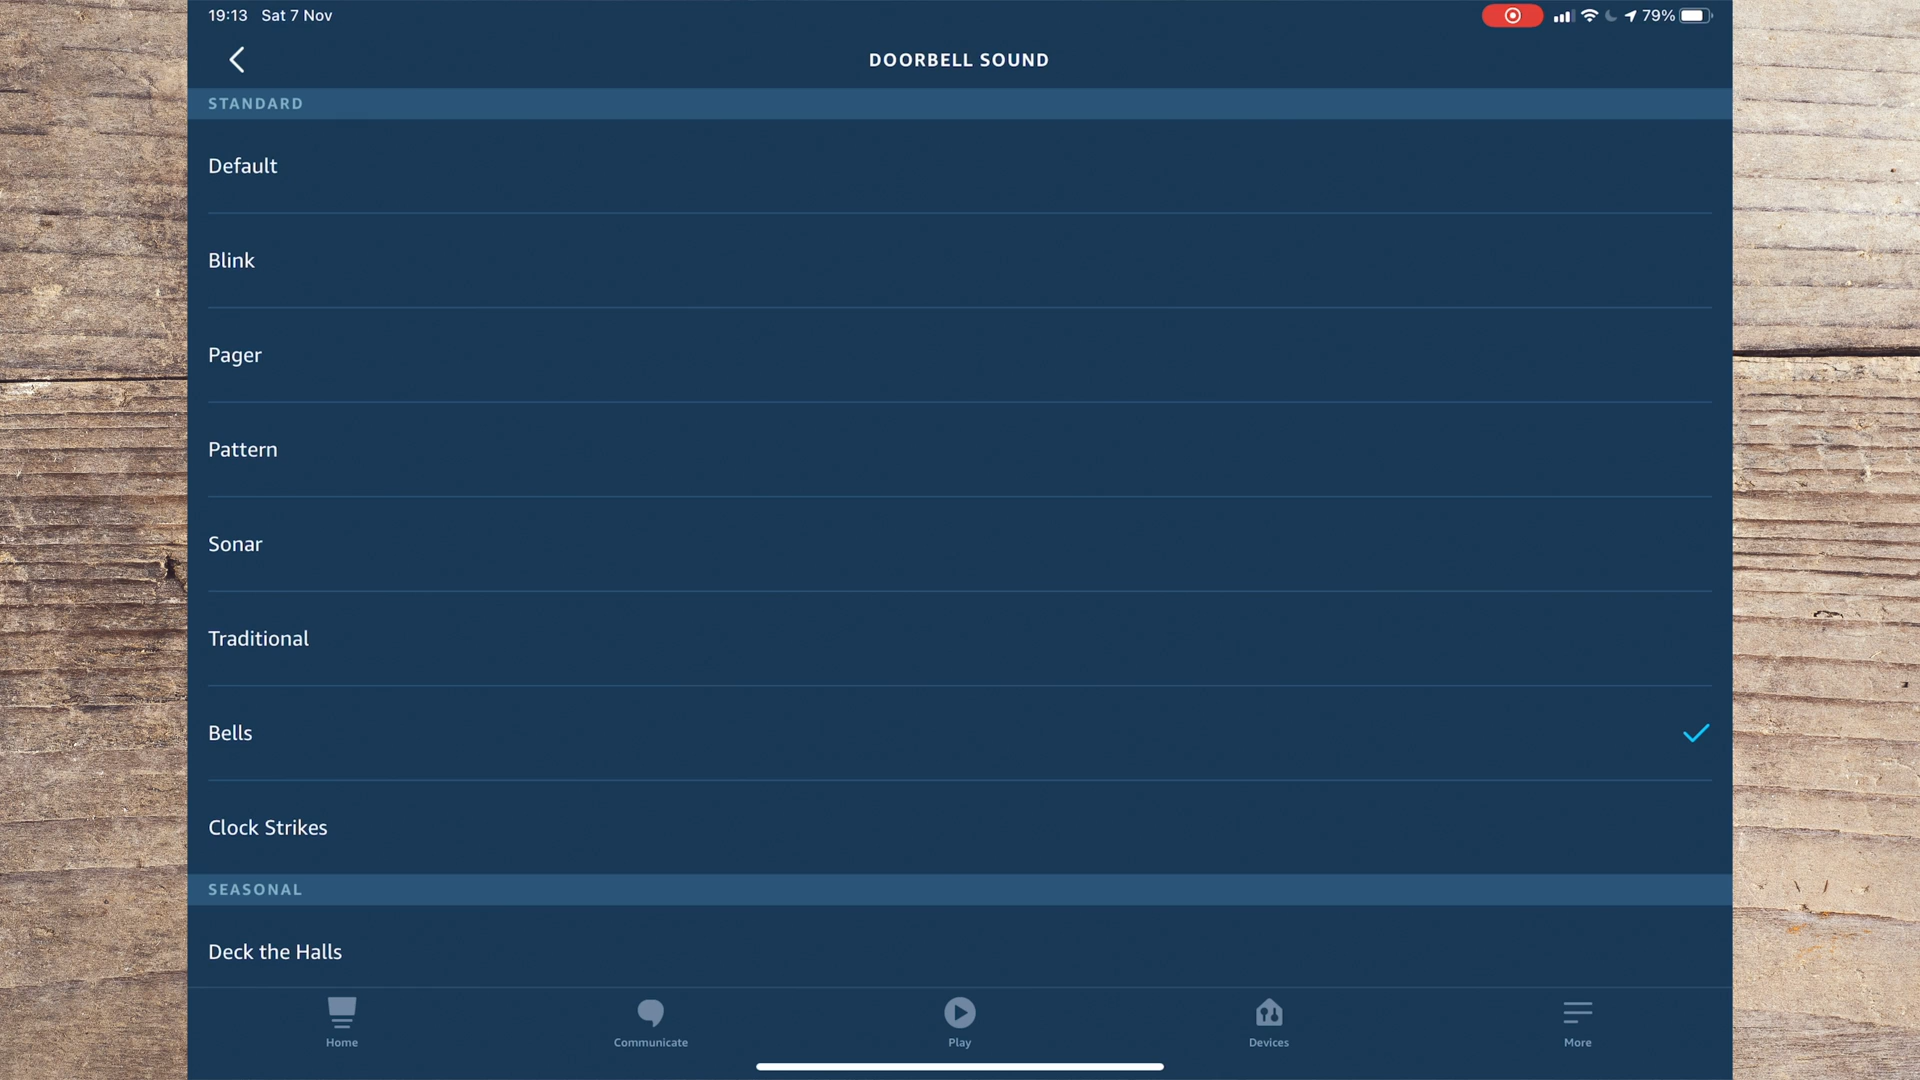 19:13 Sat 7 Nov
79%
DOORBELL SOUND
STANDARD
Default
Blink
Pager
Pattern
Sonar
Traditional
Bells
Clock Strikes
SEASONAL
Deck the Halls
Home
Communicate
Play
Devices
More